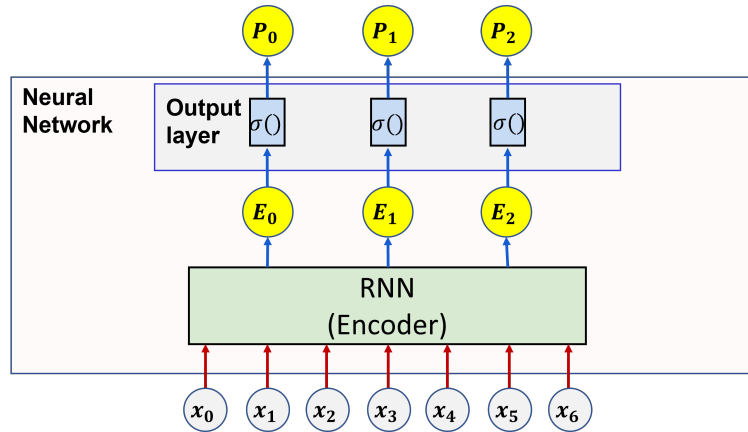 P₀ P₁ P₂
Neural
Network
Output
layer
σ() σ() σ()
E₀ E₁ E₂
RNN
(Encoder)
x₀ x₁ x₂ x₃ x₄ x₅ x₆